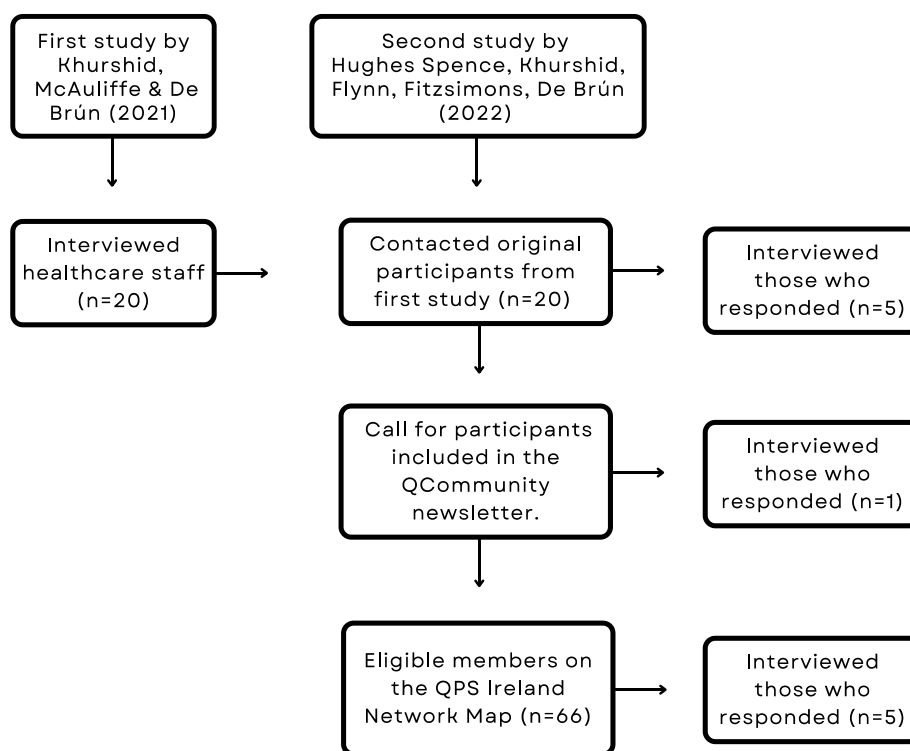 First study by
Khurshid,
McAuliffe & De
Brún (2021)
Second study by
Hughes Spence, Khurshid,
Flynn, Fitzsimons, De Brún
(2022)
Interviewed
healthcare staff
(n=20)
Contacted original
participants from
first study (n=20)
Interviewed
those who
responded (n=5)
Call for participants
included in the
QCommunity
newsletter.
Interviewed
those who
responded (n=1)
Eligible members on
the QPS Ireland
Network Map (n=66)
Interviewed
those who
responded (n=5)